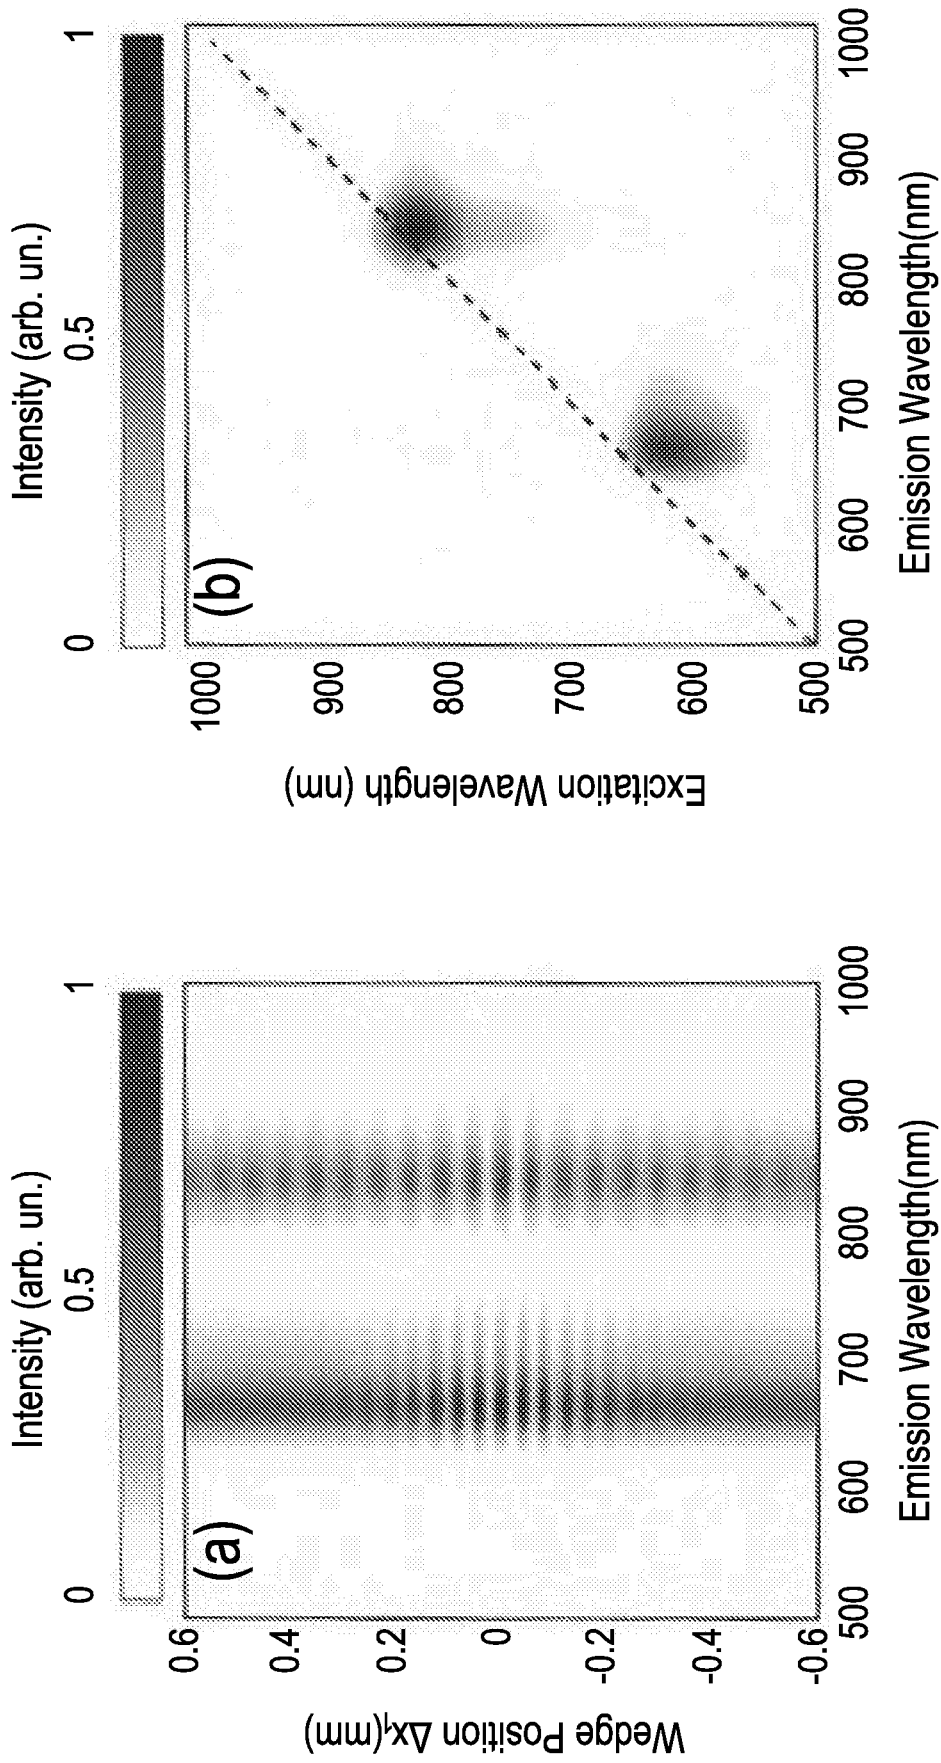 Intensity (arb. un.)
0 0.5 1
(a)
0.6
0.4
0.2
0
-0.2
-0.4
-0.6
Wedge Position Δx₁(mm)
500 600 700 800 900 1000
Emission Wavelength(nm)
Intensity (arb. un.)
0 0.5 1
(b)
1000
900
800
700
600
500
Excitation Wavelength (nm)
500 600 700 800 900 1000
Emission Wavelength(nm)